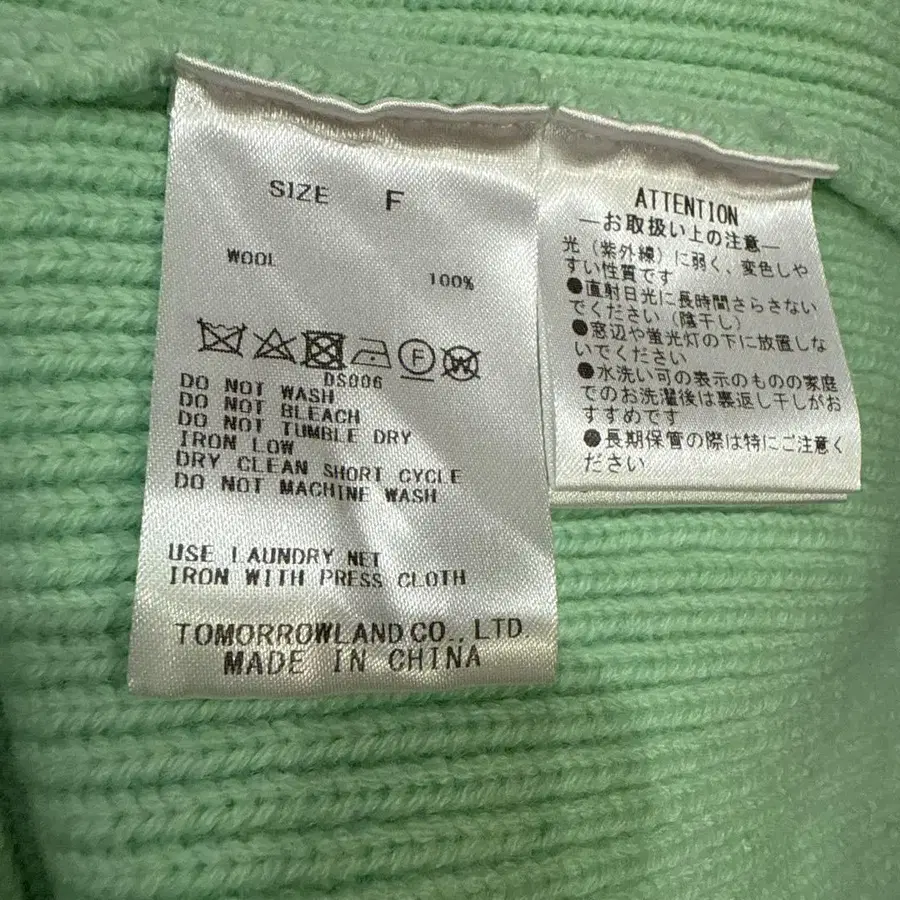 SIZE F
WOOL
100%
F
W
DS006
DO NOT WASH
DO NOT BLEACH
DO NOT TUMBLE DRY
IRON LOW
DRY CLEAN SHORT CYCLE
DO NOT MACHINE WASH
USE LAUNDRY NET
IRON WITH PRESS CLOTH
TOMORROWLAND CO., LTD.
MADE IN CHINA
ATTENTION
—お取扱い上の注意—
光（紫外線）に弱く、変色しや
すい性質です
●直射日光に長時間さらさない
でください（陰干し）
●窓辺や蛍光灯の下に放置しな
いでください
●水洗い可の表示のものの家庭
でのお洗濯後は裏返し干しがお
すすめです
●長期保管の際は特にご注意く
ださい